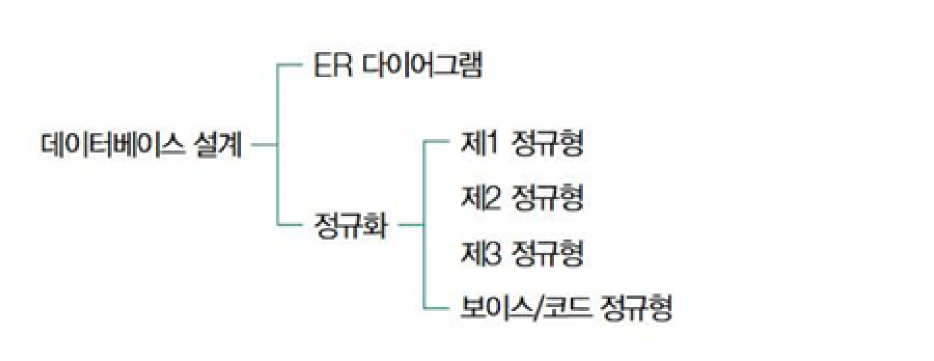 ER 다이어그램
데이터베이스 설계
제1 정규형
제2 정규형
정규화
제3 정규형
보이스/코드 정규형